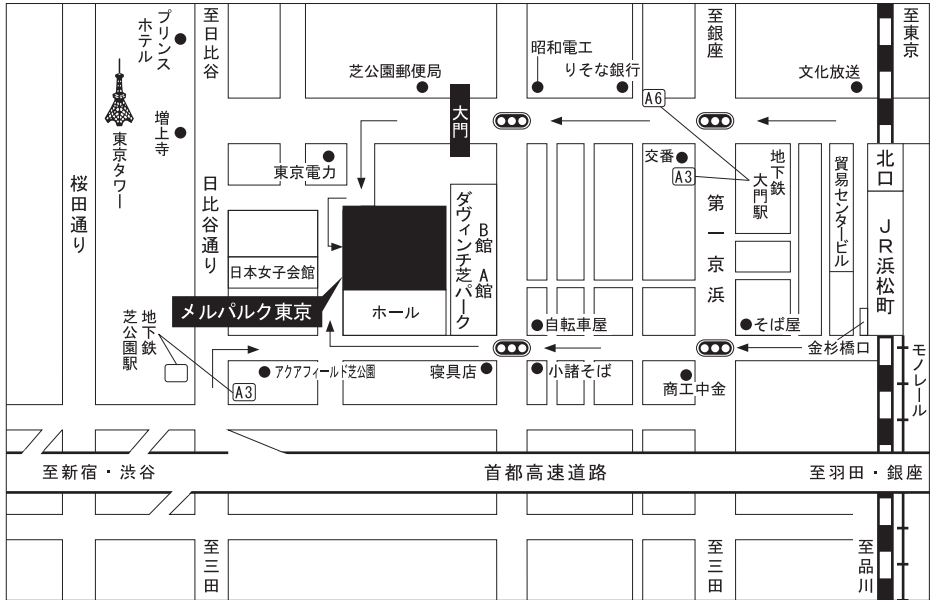 プリンス
ホテル
至日比谷
至銀座
至東京
昭和電工
芝公園郵便局
りそな銀行
文化放送
A6
大門
増上寺
東京タワー
東京電力
交番
A3
地下鉄
大門駅
貿易センタービル
北口
桜田通り
日比谷通り
第一京浜
JR浜松町
ダヴィンチ芝パーク
B館 A館
日本女子会館
メルパルク東京
ホール
地下鉄
芝公園駅
自転車屋
そば屋
金杉橋口
モノレール
A3
アクアフィールド芝公園
寝具店
小諸そば
商工中金
至新宿・渋谷
首都高速道路
至羽田・銀座
至三田
至三田
至品川